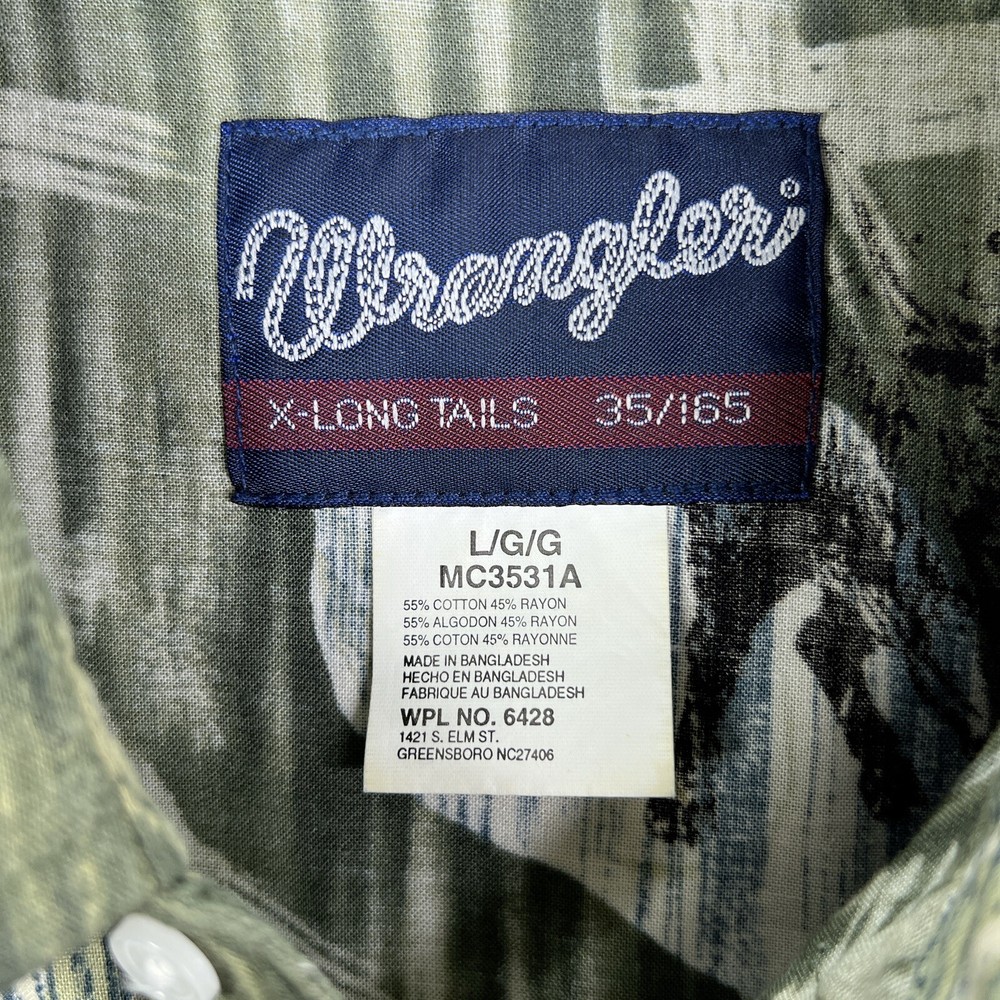 Wrangler®
X-LONG TAILS 35/165
L/G/G
MC3531A
55% COTTON 45% RAYON
55% ALGODON 45% RAYON
55% COTON 45% RAYONNE
MADE IN BANGLADESH
HECHO EN BANGLADESH
FABRIQUE AU BANGLADESH
WPL NO. 6428
1421 S. ELM ST.
GREENSBORO NC27406